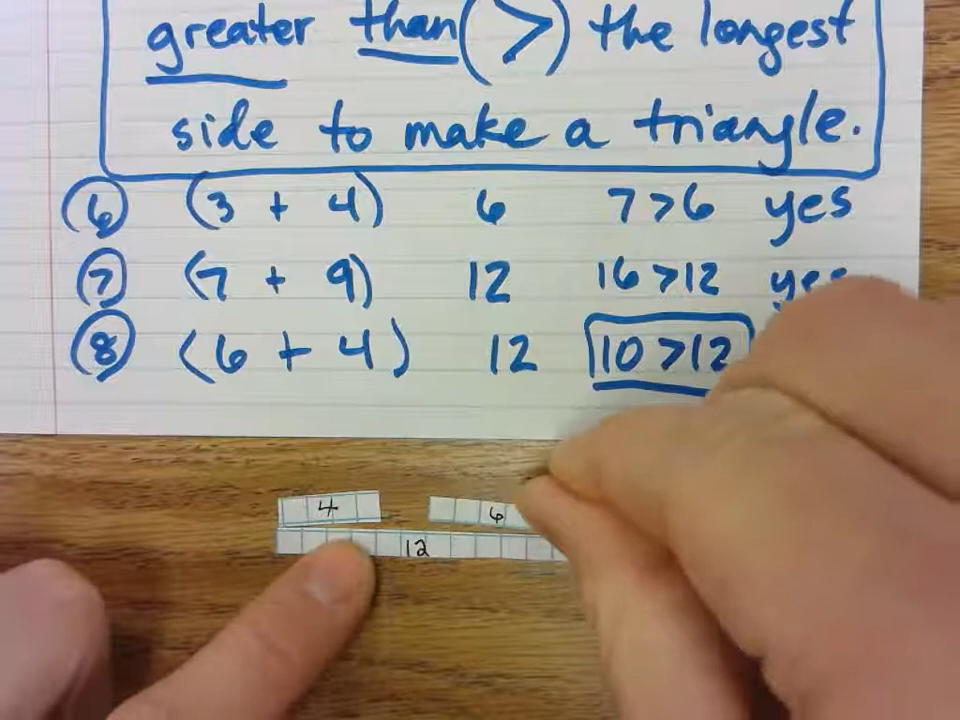 greater than (>) the longest
side to make a triangle.
6 (3 + 4) 6 7 > 6 yes
7 (7 + 9) 12 16 > 12 yes
8 (6 + 4) 12 10 > 12
4 6
12